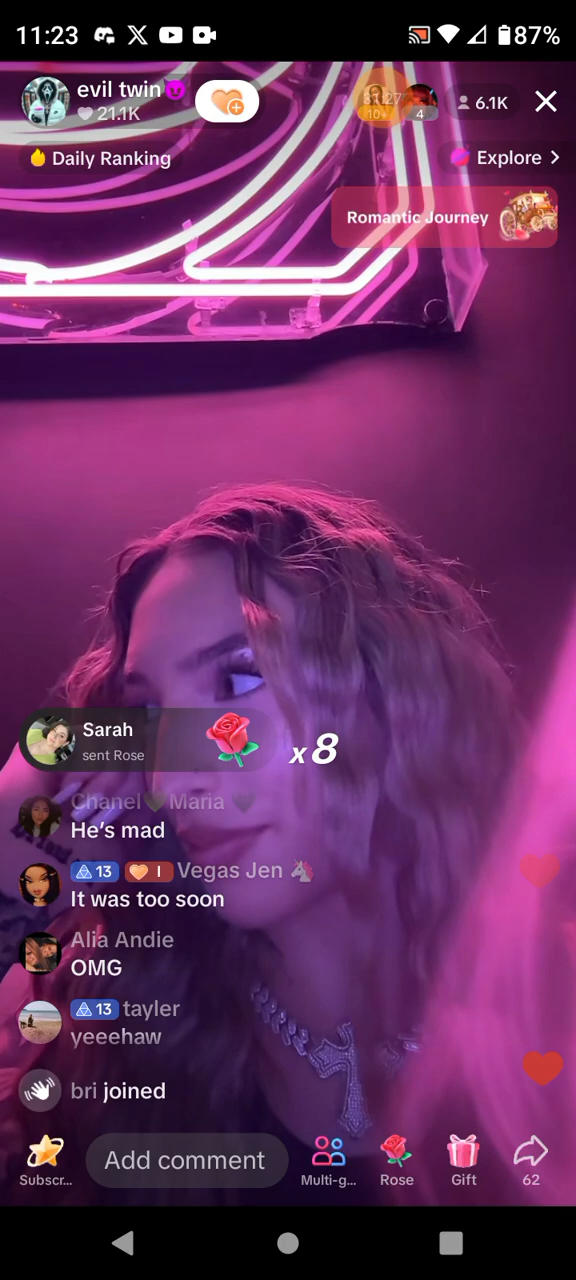 11:23
87%
evil twin😈
21.1K
10+
4
6.1K
Daily Ranking
Explore >
Romantic Journey
Sarah
sent Rose
x8
Chanel🖤Maria 🖤
He's mad
13 I Vegas Jen 🦄
It was too soon
Alia Andie
OMG
13 tayler
yeeehaw
bri joined
Subscr...
Add comment
Multi-g...
Rose
Gift
62